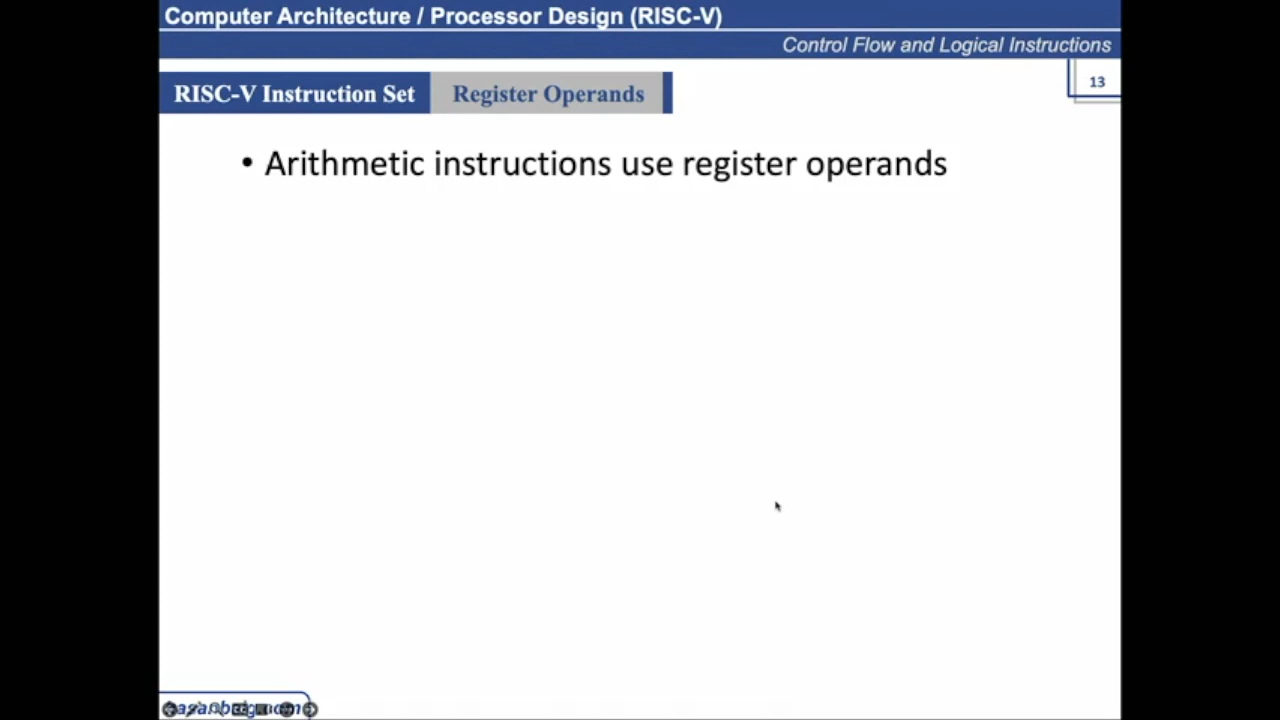 Computer Architecture / Processor Design (RISC-V)
Control Flow and Logical Instructions
RISC-V Instruction Set
Register Operands
13
• Arithmetic instructions use register operands